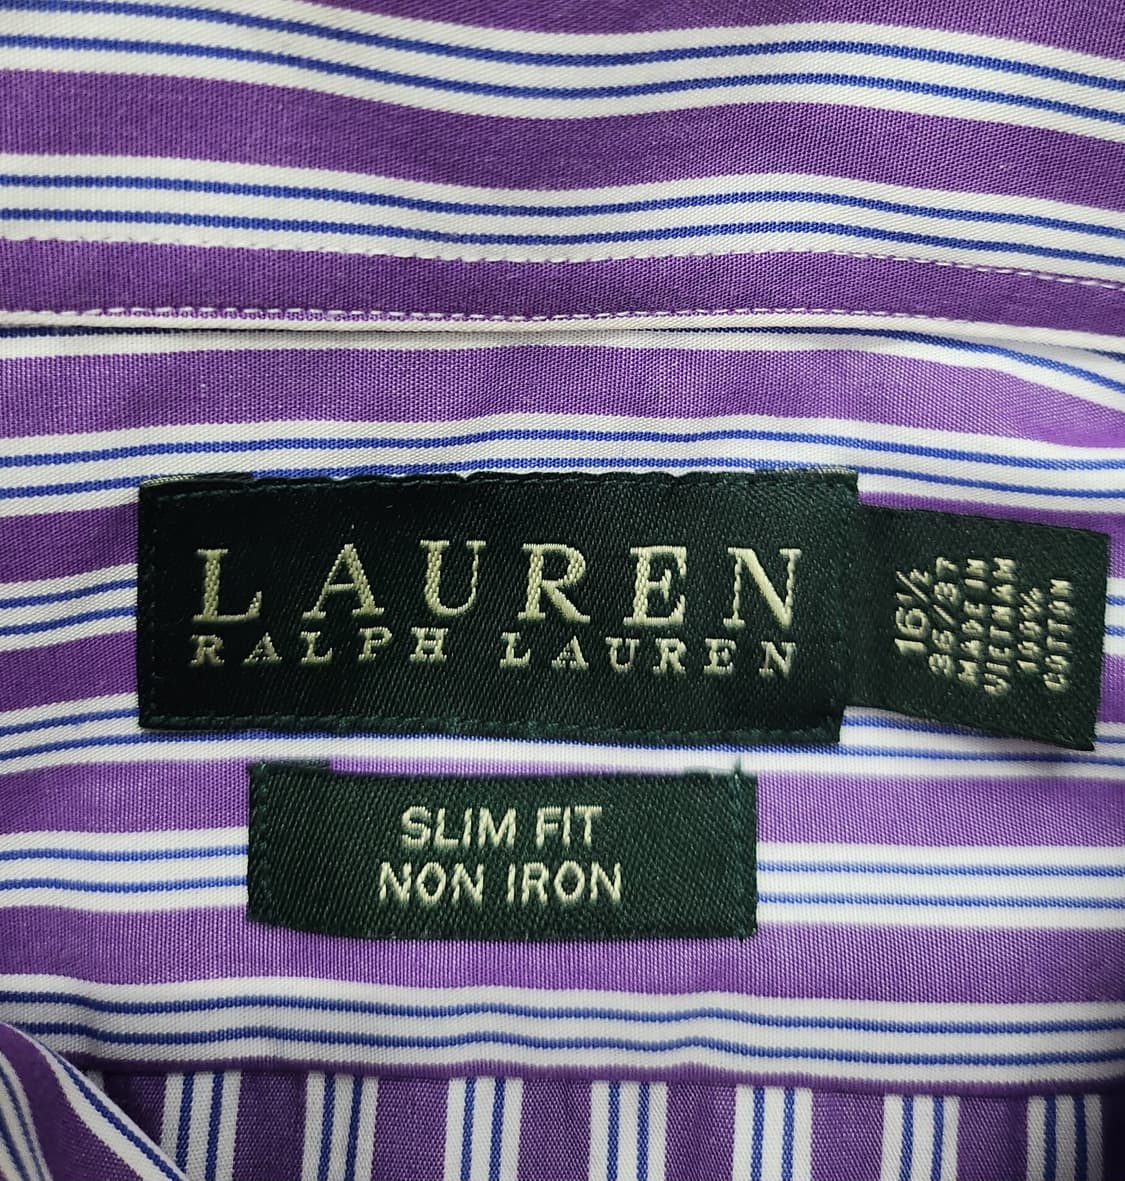 LAUREN
RALPH LAUREN
16½
36/37
MADE IN
VIETNAM
100%
COTTON
SLIM FIT
NON IRON